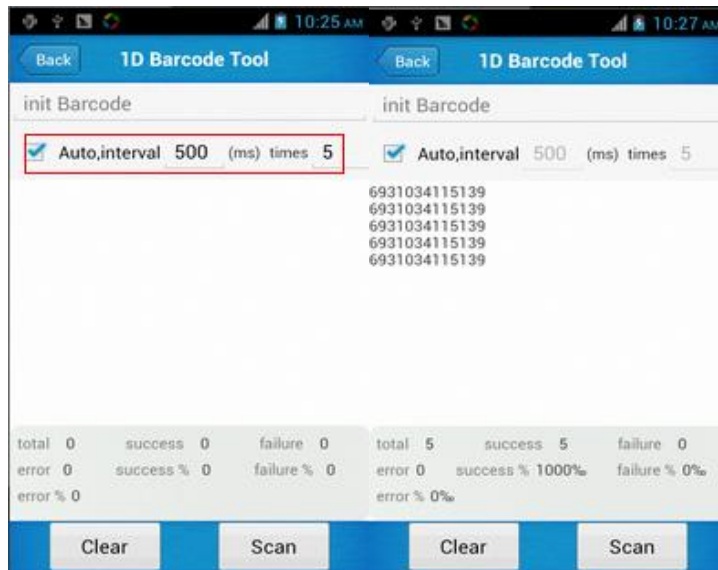 10:25 AM
Back 1D Barcode Tool
init Barcode
Auto,interval 500 (ms) times 5
total 0 success 0 failure 0
error 0 success % 0 failure % 0
error % 0
Clear Scan
10:27 AM
Back 1D Barcode Tool
init Barcode
Auto,interval 500 (ms) times 5
6931034115139
6931034115139
6931034115139
6931034115139
6931034115139
total 5 success 5 failure 0
error 0 success % 1000‰ failure % 0‰
error % 0‰
Clear Scan